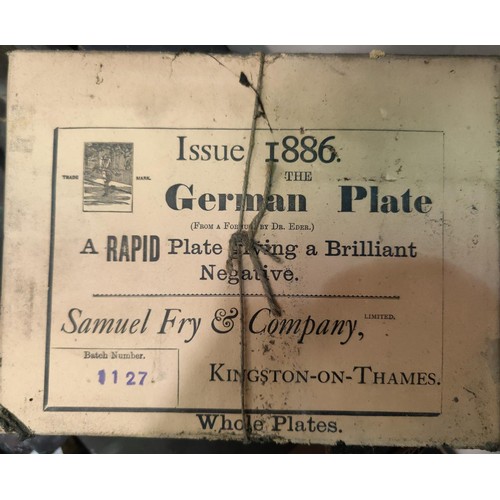 Issue 1886.
TRADE MARK.
THE
German Plate
(From a Formula by Dr. Eder.)
A RAPID Plate giving a Brilliant
Negative.
Samuel Fry & Company, LIMITED,
Batch Number.
1127.
Kingston-on-Thames.
Whole Plates.